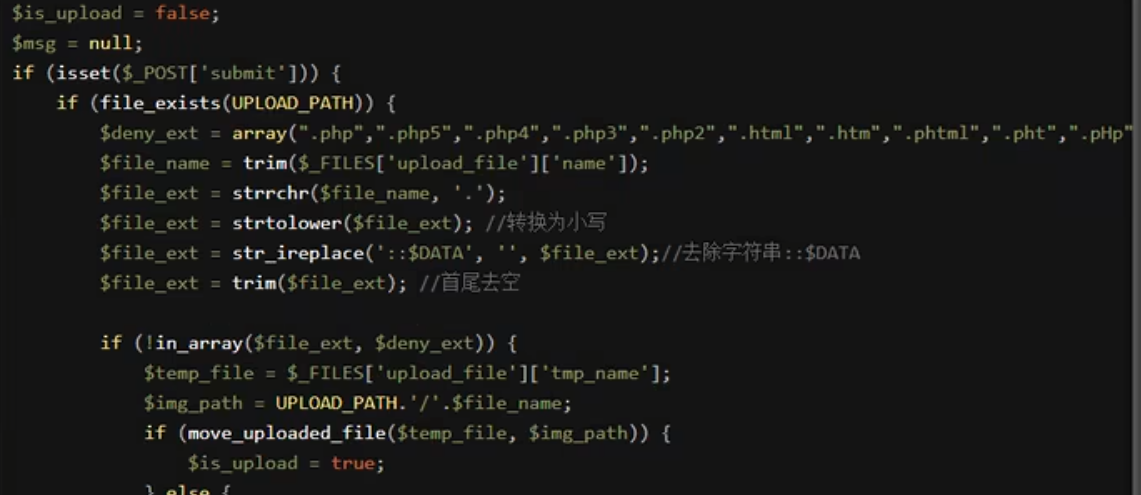 $is_upload = false;
$msg = null;
if (isset($_POST['submit'])) {
    if (file_exists(UPLOAD_PATH)) {
        $deny_ext = array(".php",".php5",".php4",".php3",".php2",".html",".htm",".phtml",".pht",".pHp"
        $file_name = trim($_FILES['upload_file']['name']);
        $file_ext = strrchr($file_name, '.');
        $file_ext = strtolower($file_ext); //转换为小写
        $file_ext = str_ireplace('::$DATA', '', $file_ext);//去除字符串::$DATA
        $file_ext = trim($file_ext); //首尾去空
        if (!in_array($file_ext, $deny_ext)) {
            $temp_file = $_FILES['upload_file']['tmp_name'];
            $img_path = UPLOAD_PATH.'/'.$file_name;
            if (move_uploaded_file($temp_file, $img_path)) {
                $is_upload = true;
            } else {